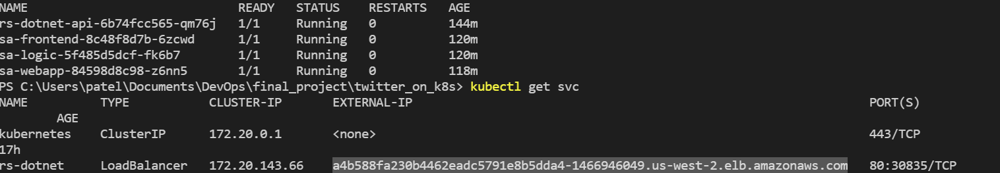 NAME READY STATUS RESTARTS AGE
rs-dotnet-api-6b74fcc565-qm76j 1/1 Running 0 144m
sa-frontend-8c48f8d7b-6zcwd 1/1 Running 0 120m
sa-logic-5f485d5dcf-fk6b7 1/1 Running 0 120m
sa-webapp-84598d8c98-z6nn5 1/1 Running 0 118m
PS C:\Users\patel\Documents\DevOps\final_project\twitter_on_k8s> kubectl get svc
NAME TYPE CLUSTER-IP EXTERNAL-IP PORT(S)
AGE
kubernetes ClusterIP 172.20.0.1 <none> 443/TCP
17h
rs-dotnet LoadBalancer 172.20.143.66 a4b588fa230b4462eadc5791e8b5dda4-1466946049.us-west-2.elb.amazonaws.com 80:30835/TCP